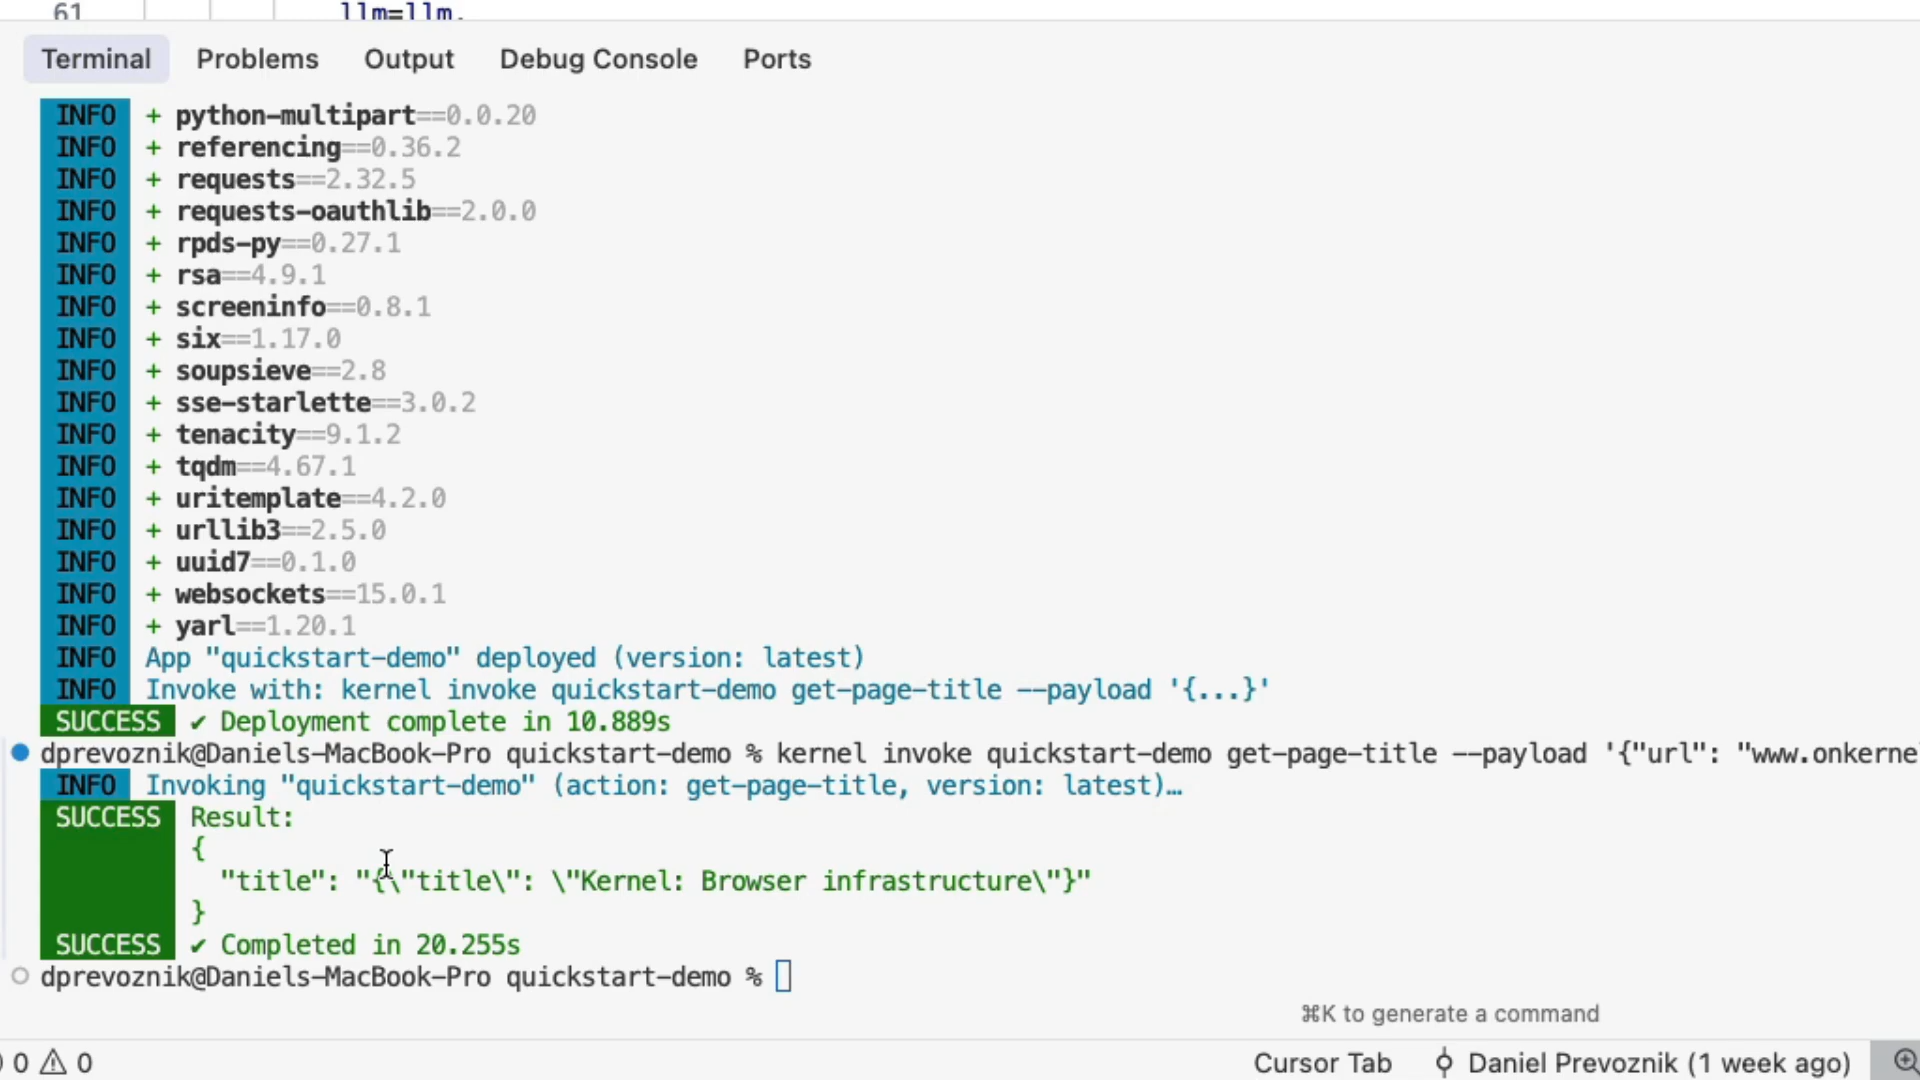 61 llm=llm,
Terminal Problems Output Debug Console Ports
INFO + python-multipart==0.0.20
INFO + referencing==0.36.2
INFO + requests==2.32.5
INFO + requests-oauthlib==2.0.0
INFO + rpds-py==0.27.1
INFO + rsa==4.9.1
INFO + screeninfo==0.8.1
INFO + six==1.17.0
INFO + soupsieve==2.8
INFO + sse-starlette==3.0.2
INFO + tenacity==9.1.2
INFO + tqdm==4.67.1
INFO + uritemplate==4.2.0
INFO + urllib3==2.5.0
INFO + uuid7==0.1.0
INFO + websockets==15.0.1
INFO + yarl==1.20.1
INFO App "quickstart-demo" deployed (version: latest)
INFO Invoke with: kernel invoke quickstart-demo get-page-title --payload '{...}'
SUCCESS ✔ Deployment complete in 10.889s
dprevoznik@Daniels-MacBook-Pro quickstart-demo % kernel invoke quickstart-demo get-page-title --payload '{"url": "www.onkerne
INFO Invoking "quickstart-demo" (action: get-page-title, version: latest)…
SUCCESS Result:
{
"title": "{\"title\": \"Kernel: Browser infrastructure\"}"
}
SUCCESS ✔ Completed in 20.255s
dprevoznik@Daniels-MacBook-Pro quickstart-demo %
⌘K to generate a command
0 0 Cursor Tab Daniel Prevoznik (1 week ago)